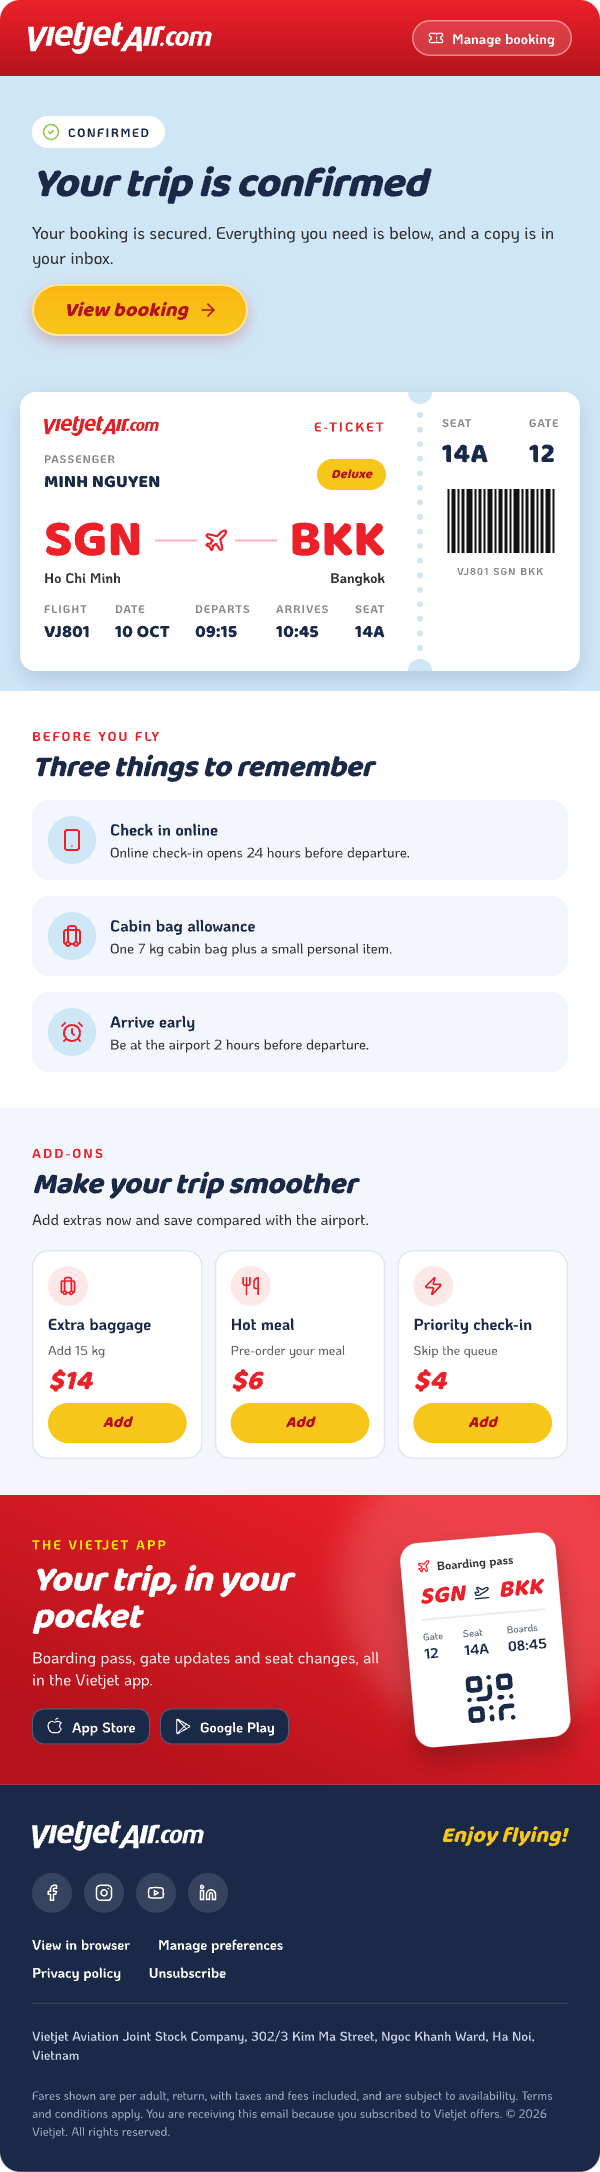 vietjetAir.com
Manage booking
CONFIRMED
Your trip is confirmed
Your booking is secured. Everything you need is below, and a copy is in
your inbox.
View booking
vietjetAir.com
E-TICKET
PASSENGER
MINH NGUYEN
Deluxe
SGN
BKK
Ho Chi Minh
Bangkok
FLIGHT DATE DEPARTS ARRIVES SEAT
VJ801 10 OCT 09:15 10:45 14A
SEAT GATE
14A 12
VJ801 SGN BKK
BEFORE YOU FLY
Three things to remember
Check in online
Online check-in opens 24 hours before departure.
Cabin bag allowance
One 7 kg cabin bag plus a small personal item.
Arrive early
Be at the airport 2 hours before departure.
ADD-ONS
Make your trip smoother
Add extras now and save compared with the airport.
Extra baggage
Add 15 kg
$14
Add
Hot meal
Pre-order your meal
$6
Add
Priority check-in
Skip the queue
$4
Add
THE VIETJET APP
Your trip, in your
pocket
Boarding pass, gate updates and seat changes, all
in the Vietjet app.
App Store
Google Play
Boarding pass
SGN BKK
Gate Seat Boards
12 14A 08:45
vietjetAir.com
Enjoy flying!
View in browser Manage preferences
Privacy policy Unsubscribe
Vietjet Aviation Joint Stock Company, 302/3 Kim Ma Street, Ngoc Khanh Ward, Ha Noi,
Vietnam
Fares shown are per adult, return, with taxes and fees included, and are subject to availability. Terms
and conditions apply. You are receiving this email because you subscribed to Vietjet offers. © 2026
Vietjet. All rights reserved.